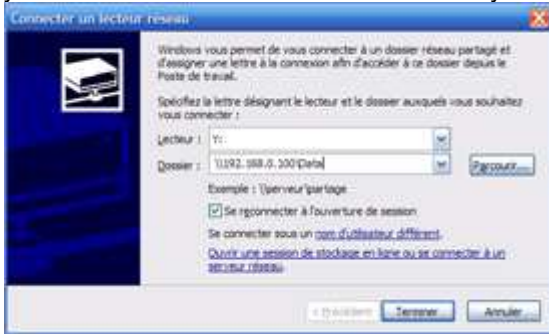 Connecter un lecteur réseau
Windows vous permet de vous connecter à un dossier réseau partagé et
d'assigner une lettre à la connexion afin d'accéder à ce dossier depuis le
Poste de travail.
Spécifiez la lettre désignant le lecteur et le dossier auxquels vous souhaitez
vous connecter :
Lecteur : Y:
Dossier : \\192.168.0.100\Data Parcourir...
Exemple : \\serveur\partage
Se reconnecter à l'ouverture de session
Se connecter sous un nom d'utilisateur différent.
Ouvrir une session de stockage en ligne ou se connecter à un
serveur réseau.
< Précédent Terminer Annuler